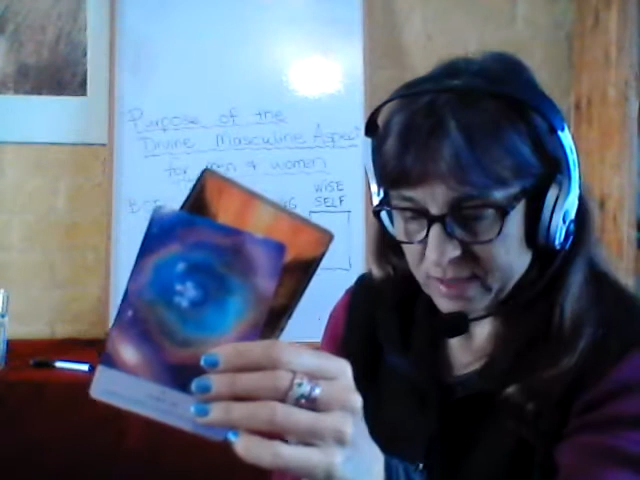 Purpose of the
Divine Masculine Aspect
for men & women
WISE
SELF